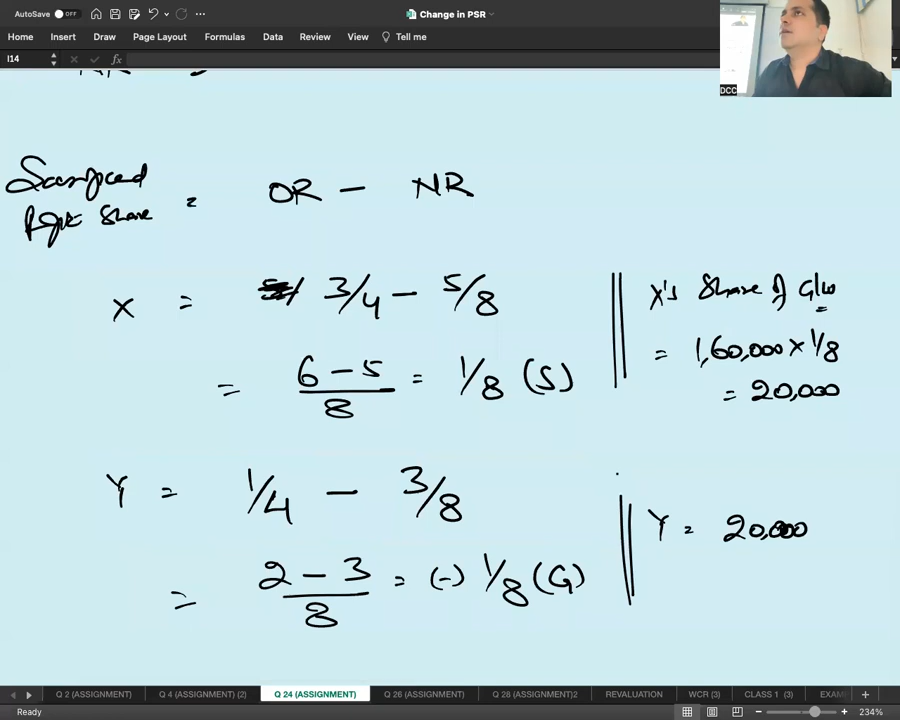 AutoSave OFF
Change in PSR
Home Insert Draw Page Layout Formulas Data Review View Tell me
I14 fx
DCC
Share = OR - NR
X = 3/4 - 5/8
= 6 - 5 / 8 = 1/8 (S)
X's Share of G/w
= 1,60,000 x 1/8
= 20,000
Y = 1/4 - 3/8
= 2 - 3 / 8 = (-) 1/8 (G)
Y = 20,000
Q 2 (ASSIGNMENT) Q 4 (ASSIGNMENT) (2) Q 24 (ASSIGNMENT) Q 26 (ASSIGNMENT) Q 28 (ASSIGNMENT)2 REVALUATION WCR (3) CLASS 1 (3) EXAM
Ready 234%